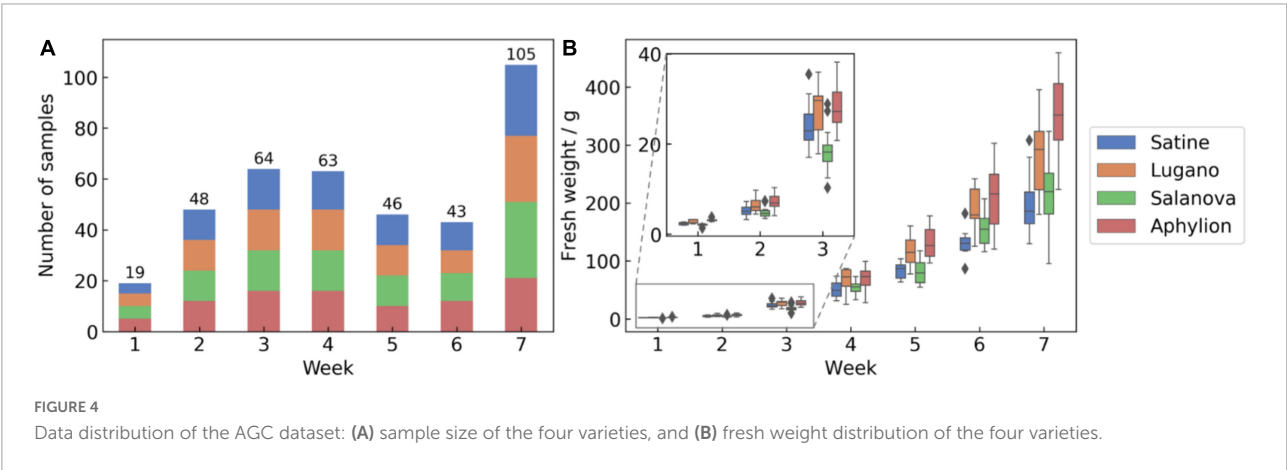 A
Number of samples
100
80
60
40
20
0
19
48
64
63
46
43
105
1 2 3 4 5 6 7
Week
B
Fresh weight / g
400
300
200
100
0
40
20
0
1 2 3
1 2 3 4 5 6 7
Week
Satine
Lugano
Salanova
Aphylion
FIGURE 4
Data distribution of the AGC dataset: (A) sample size of the four varieties, and (B) fresh weight distribution of the four varieties.